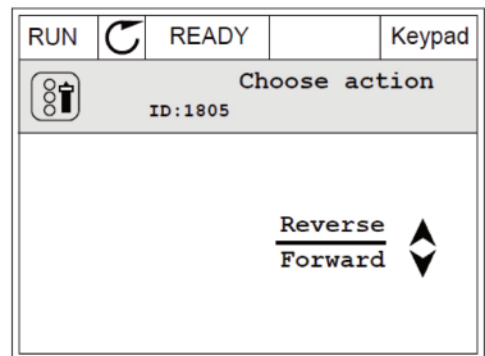 RUN READY Keypad
Choose action
ID:1805
Reverse
Forward